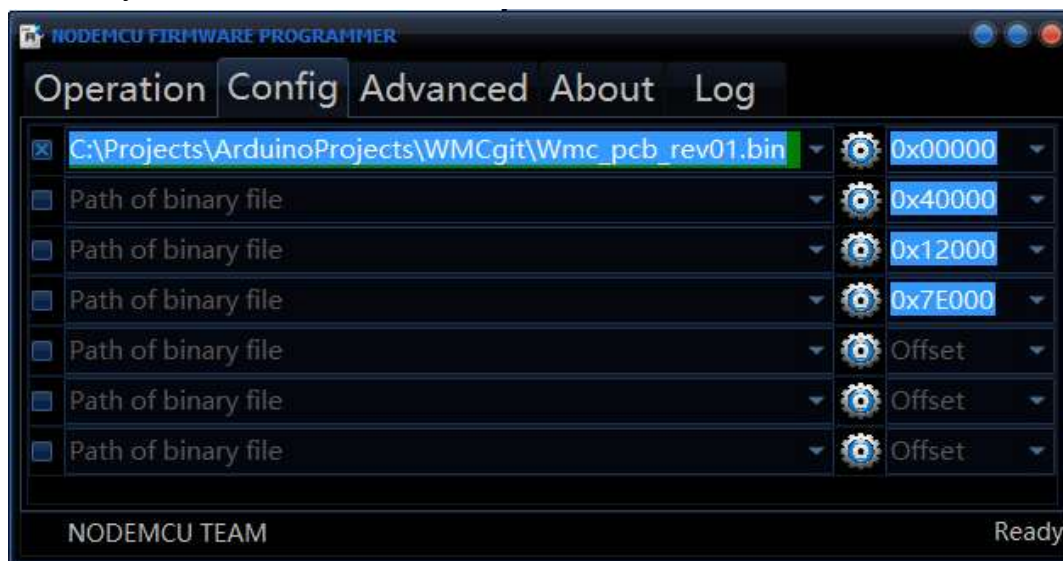 NODEMCU FIRMWARE PROGRAMMER
Operation Config Advanced About Log
C:\Projects\ArduinoProjects\WMCgit\Wmc_pcb_rev01.bin 0x00000
Path of binary file 0x40000
Path of binary file 0x12000
Path of binary file 0x7E000
Path of binary file Offset
Path of binary file Offset
Path of binary file Offset
NODEMCU TEAM Ready